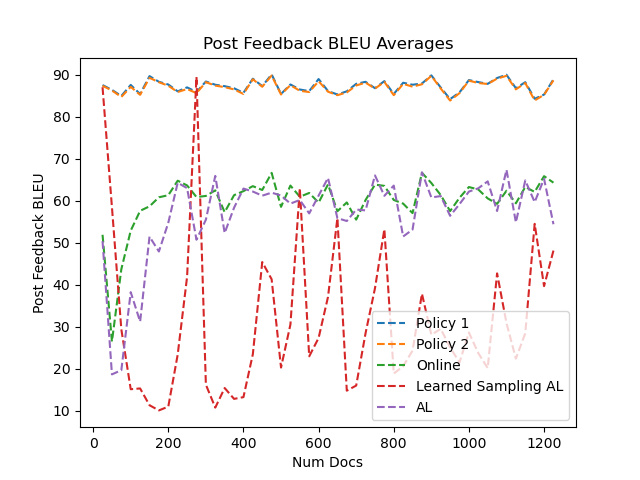 Post Feedback BLEU Averages
Post Feedback BLEU
90
80
70
60
50
40
30
20
10
Policy 1
Policy 2
Online
Learned Sampling AL
AL
0 200 400 600 800 1000 1200
Num Docs